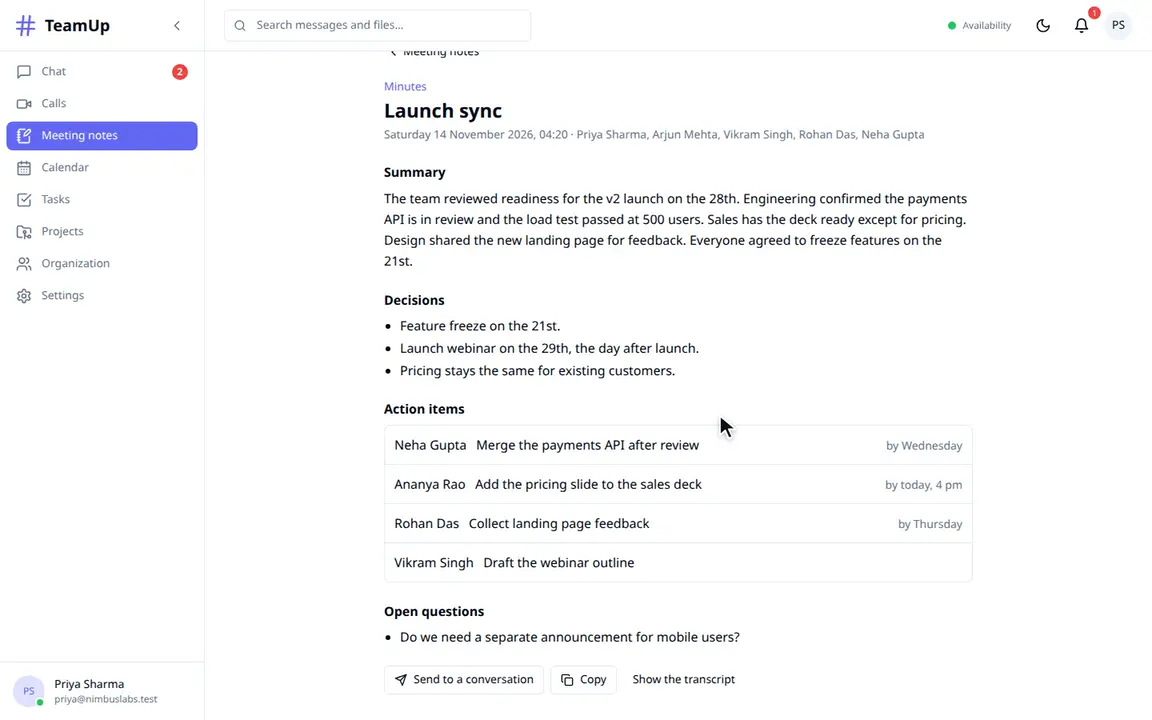 TeamUp
Search messages and files...
Availability
1
PS
Chat
2
Calls
Meeting notes
Calendar
Tasks
Projects
Organization
Settings
Meeting notes
Minutes
Launch sync
Saturday 14 November 2026, 04:20 · Priya Sharma, Arjun Mehta, Vikram Singh, Rohan Das, Neha Gupta
Summary
The team reviewed readiness for the v2 launch on the 28th. Engineering confirmed the payments
API is in review and the load test passed at 500 users. Sales has the deck ready except for pricing.
Design shared the new landing page for feedback. Everyone agreed to freeze features on the
21st.
Decisions
• Feature freeze on the 21st.
• Launch webinar on the 29th, the day after launch.
• Pricing stays the same for existing customers.
Action items
Neha Gupta Merge the payments API after review by Wednesday
Ananya Rao Add the pricing slide to the sales deck by today, 4 pm
Rohan Das Collect landing page feedback by Thursday
Vikram Singh Draft the webinar outline
Open questions
• Do we need a separate announcement for mobile users?
Send to a conversation Copy Show the transcript
PS
Priya Sharma
priya@nimbuslabs.test